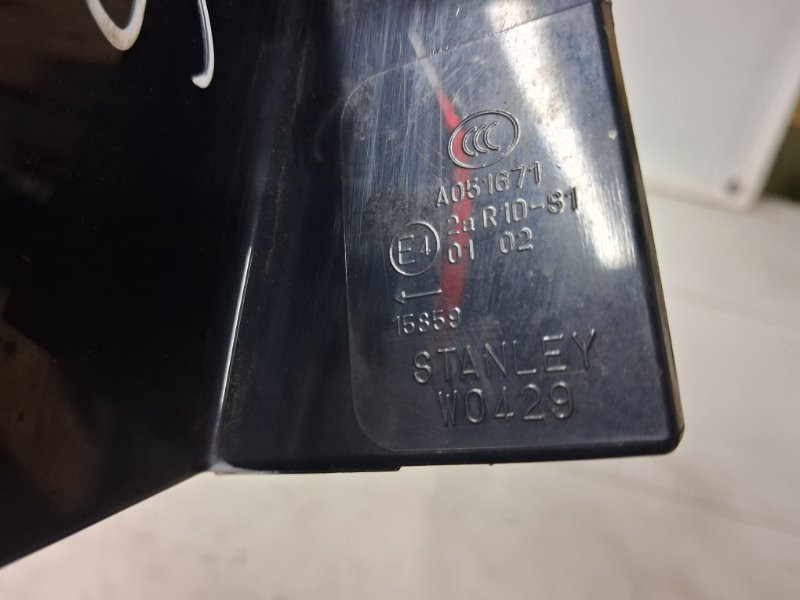 CCC
A051671
2a R1D-S1
E4 01 02
15859
STANLEY
W0429